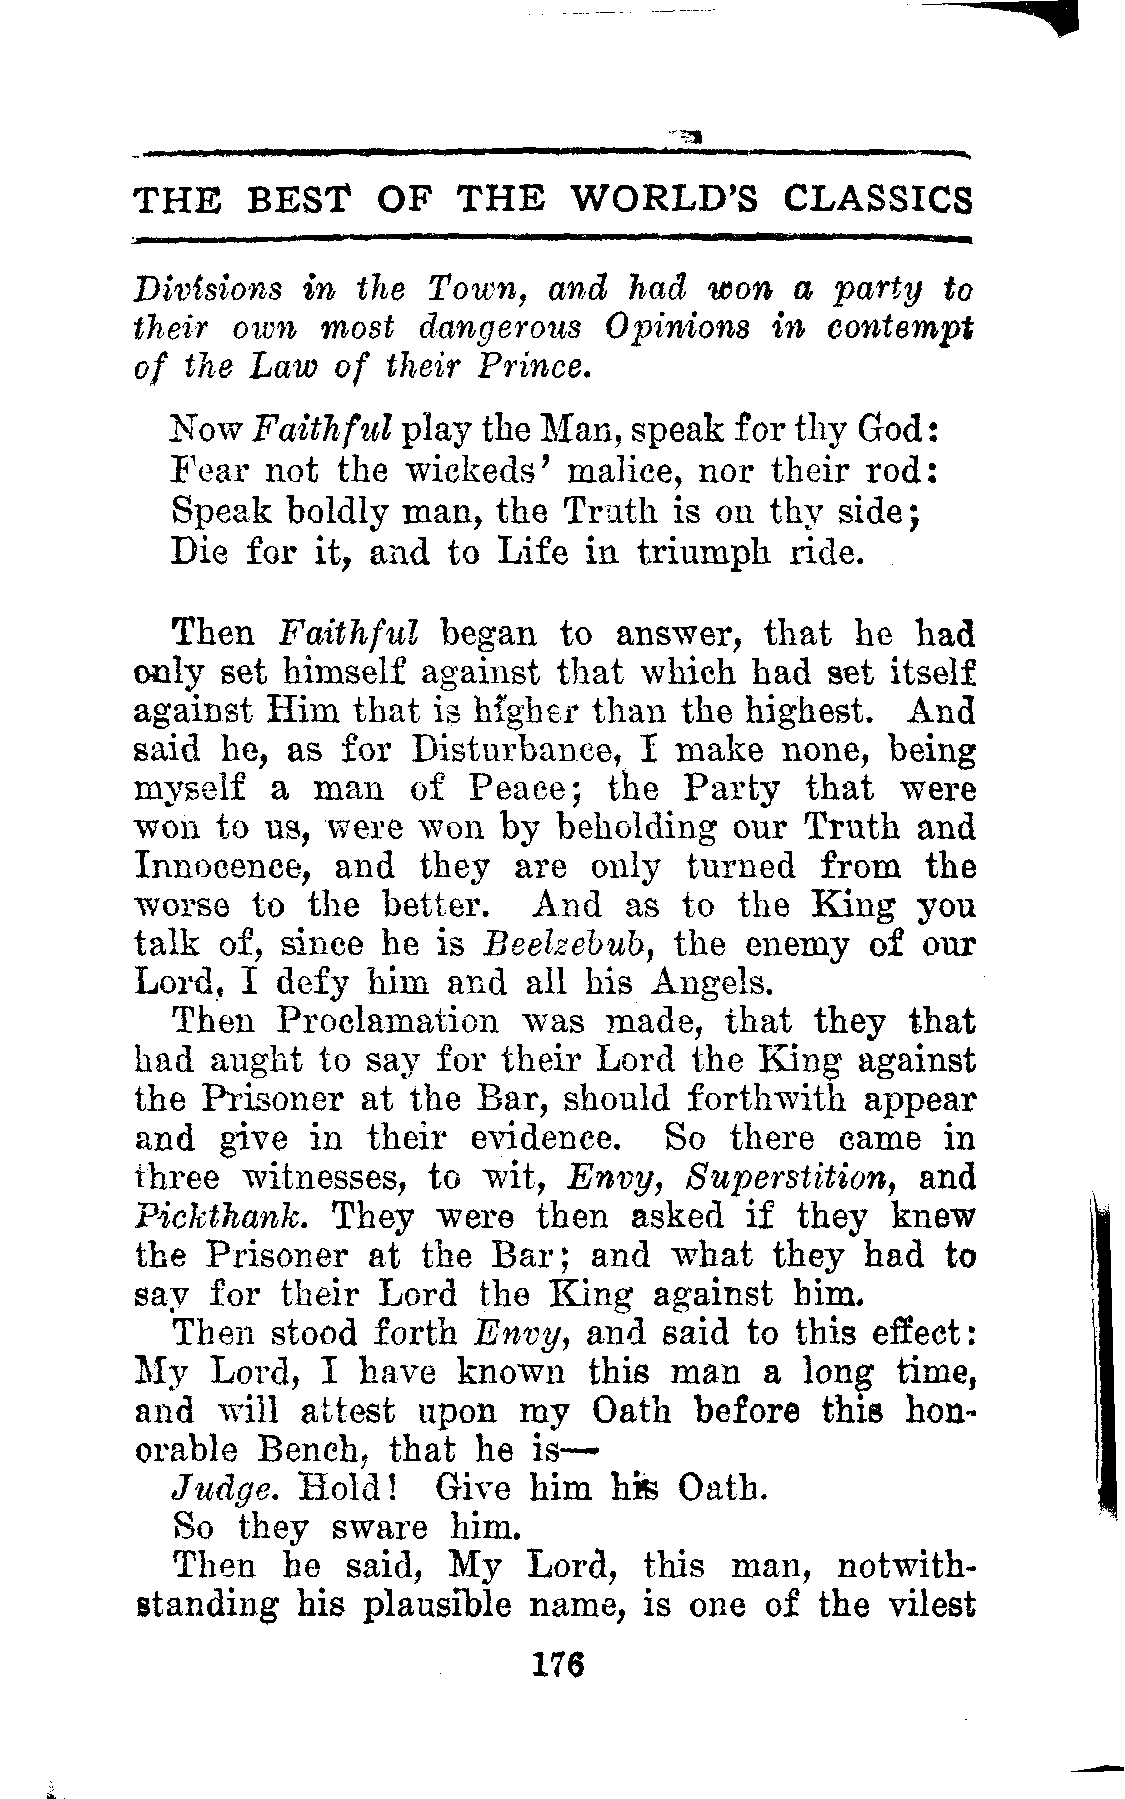 THE BEST OF THE WORLD'S CLASSICS
Divisions in the Town, and had won a party to
their own most dangerous Opinions in contempt
of the Law of their Prince.
Now Faithful play the Man, speak for thy God:
Fear not the wickeds' malice, nor their rod:
Speak boldly man, the Truth is on thy side;
Die for it, and to Life in triumph ride.
Then Faithful began to answer, that he had
only set himself against that which had set itself
against Him that is higher than the highest. And
said he, as for Disturbance, I make none, being
myself a man of Peace; the Party that were
won to us, were won by beholding our Truth and
Innocence, and they are only turned from the
worse to the better. And as to the King you
talk of, since he is Beelzebub, the enemy of our
Lord, I defy him and all his Angels.
Then Proclamation was made, that they that
had aught to say for their Lord the King against
the Prisoner at the Bar, should forthwith appear
and give in their evidence. So there came in
three witnesses, to wit, Envy, Superstition, and
Pickthank. They were then asked if they knew
the Prisoner at the Bar; and what they had to
say for their Lord the King against him.
Then stood forth Envy, and said to this effect:
My Lord, I have known this man a long time,
and will attest upon my Oath before this hon-
orable Bench, that he is—
Judge. Hold! Give him his Oath.
So they sware him.
Then he said, My Lord, this man, notwith-
standing his plausible name, is one of the vilest
176